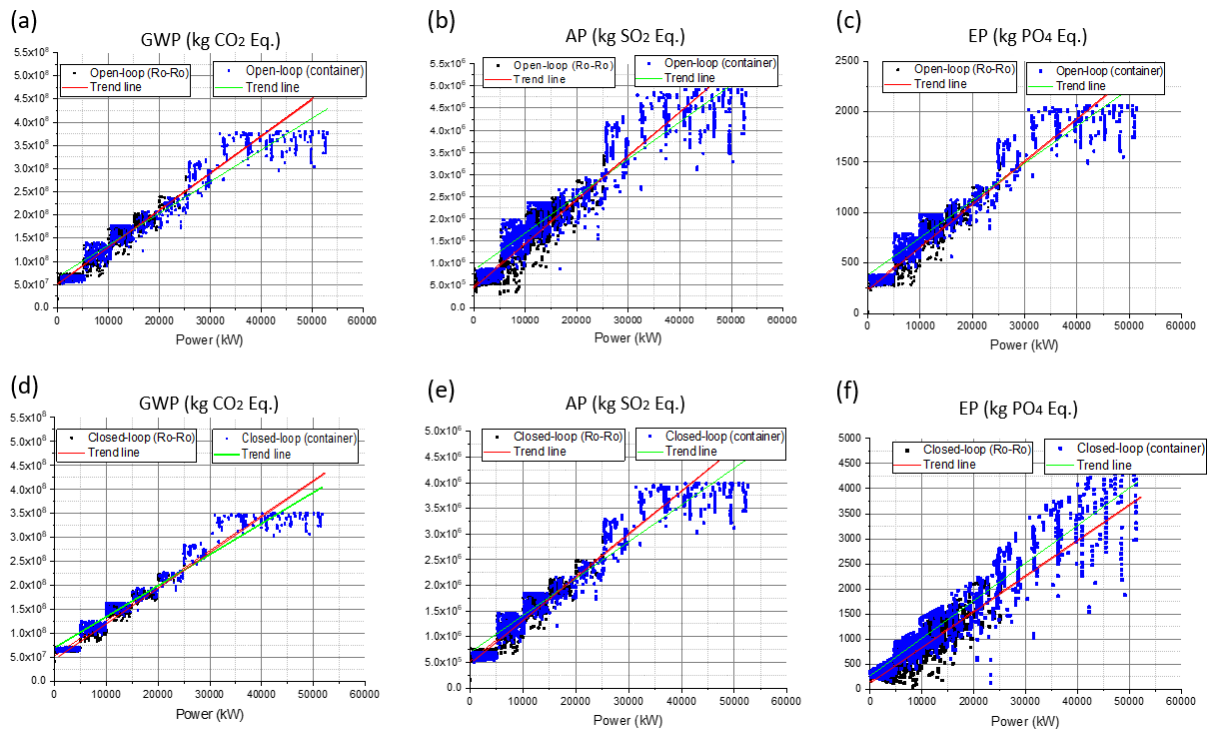 (a)
GWP (kg CO₂ Eq.)
5.5x10⁸
5.0x10⁸
4.5x10⁸
4.0x10⁸
3.5x10⁸
3.0x10⁸
2.5x10⁸
2.0x10⁸
1.5x10⁸
1.0x10⁸
5.0x10⁷
0.0
Open-loop (Ro-Ro)
Trend line
Open-loop (container)
Trend line
0 10000 20000 30000 40000 50000 60000
Power (kW)
(b)
AP (kg SO₂ Eq.)
5.5x10⁶
5.0x10⁶
4.5x10⁶
4.0x10⁶
3.5x10⁶
3.0x10⁶
2.5x10⁶
2.0x10⁶
1.5x10⁶
1.0x10⁶
5.0x10⁵
0.0
Open-loop (Ro-Ro)
Trend line
Open-loop (container)
Trend line
0 10000 20000 30000 40000 50000 60000
Power (kW)
(c)
EP (kg PO₄ Eq.)
2500
2000
1500
1000
500
0
Open-loop (Ro-Ro)
Trend line
Open-loop (container)
Trend line
0 10000 20000 30000 40000 50000 60000
Power (kW)
(d)
GWP (kg CO₂ Eq.)
5.5x10⁸
5.0x10⁸
4.5x10⁸
4.0x10⁸
3.5x10⁸
3.0x10⁸
2.5x10⁸
2.0x10⁸
1.5x10⁸
1.0x10⁸
5.0x10⁷
0.0
Closed-loop (Ro-Ro)
Trend line
Closed-loop (container)
Trend line
0 10000 20000 30000 40000 50000 60000
Power (kW)
(e)
AP (kg SO₂ Eq.)
5.0x10⁶
4.5x10⁶
4.0x10⁶
3.5x10⁶
3.0x10⁶
2.5x10⁶
2.0x10⁶
1.5x10⁶
1.0x10⁶
5.0x10⁵
0.0
Closed-loop (Ro-Ro)
Trend line
Closed-loop (container)
Trend line
0 10000 20000 30000 40000 50000 60000
Power (kW)
(f)
EP (kg PO₄ Eq.)
5000
4500
4000
3500
3000
2500
2000
1500
1000
500
0
Closed-loop (Ro-Ro)
Trend line
Closed-loop (container)
Trend line
0 10000 20000 30000 40000 50000 60000
Power (kW)